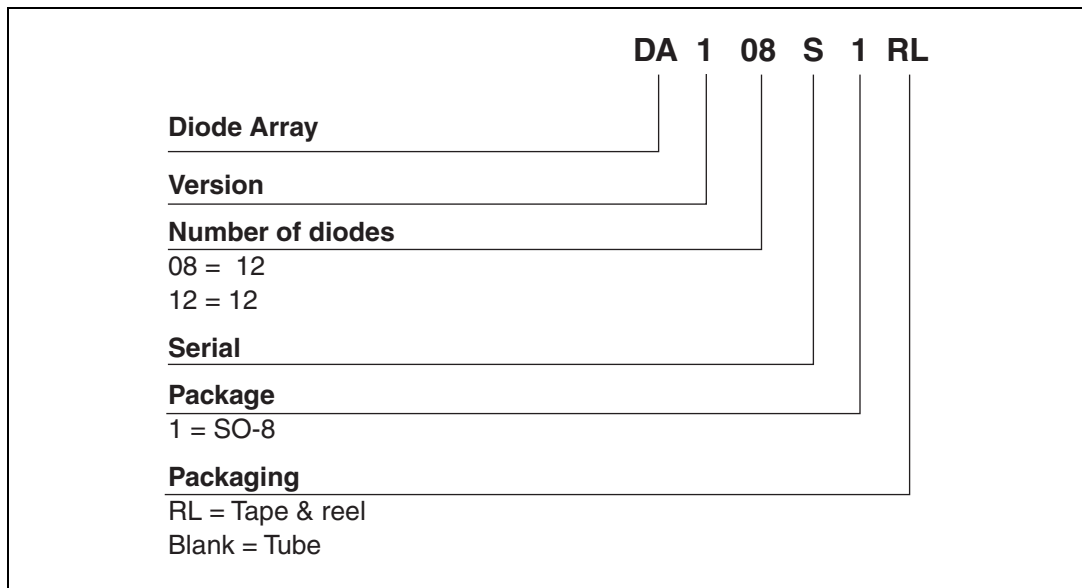 DA 1 08 S 1 RL
Diode Array
Version
Number of diodes
08 = 12
12 = 12
Serial
Package
1 = SO-8
Packaging
RL = Tape & reel
Blank = Tube